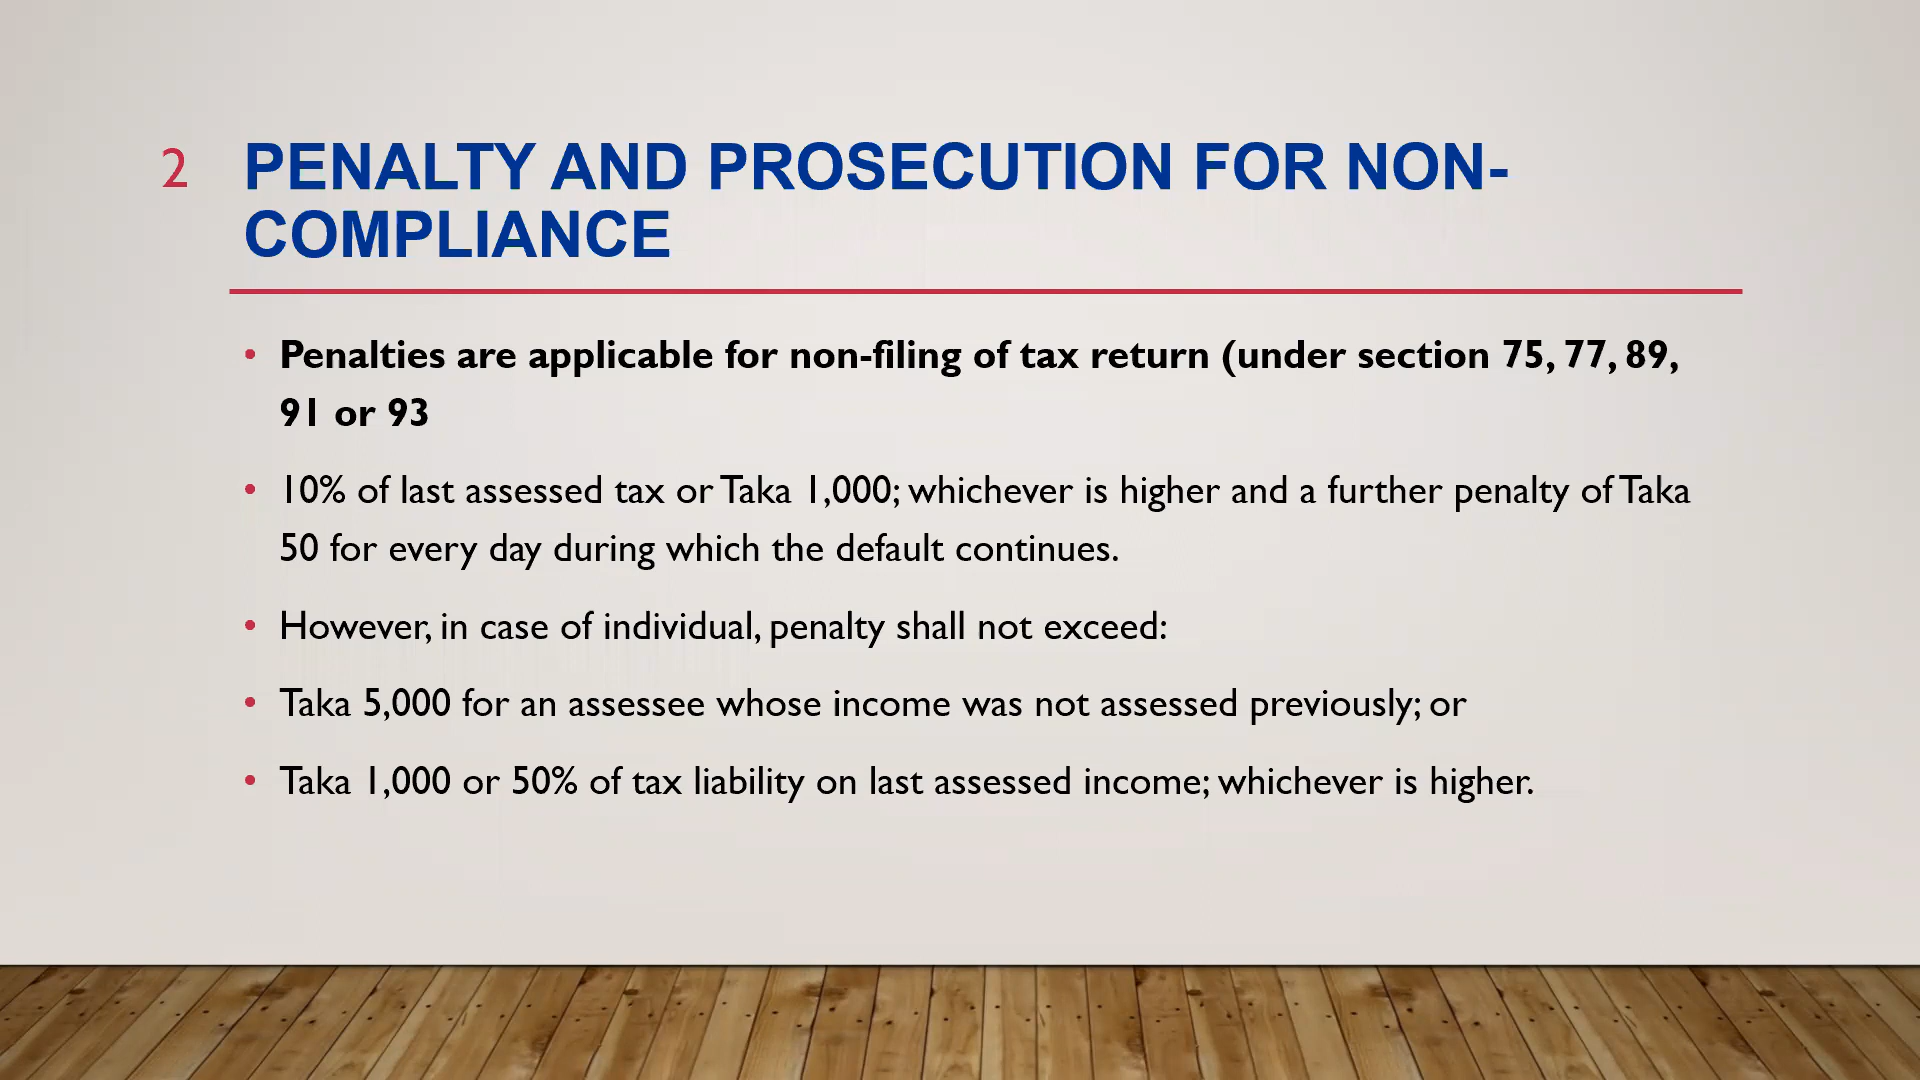 2
PENALTY AND PROSECUTION FOR NON-
COMPLIANCE
• Penalties are applicable for non-filing of tax return (under section 75, 77, 89,
91 or 93
• 10% of last assessed tax or Taka 1,000; whichever is higher and a further penalty of Taka
50 for every day during which the default continues.
• However, in case of individual, penalty shall not exceed:
• Taka 5,000 for an assessee whose income was not assessed previously; or
• Taka 1,000 or 50% of tax liability on last assessed income; whichever is higher.